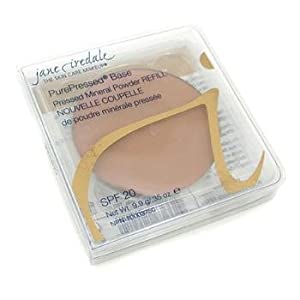 jane iredale
THE SKIN CARE MAKEUP
PurePressed® Base
Pressed Mineral Powder REFILL
NOUVELLE COUPELLE
de poudre minérale pressée
SPF 20
Net Wt. 9.9 g/.35 oz.